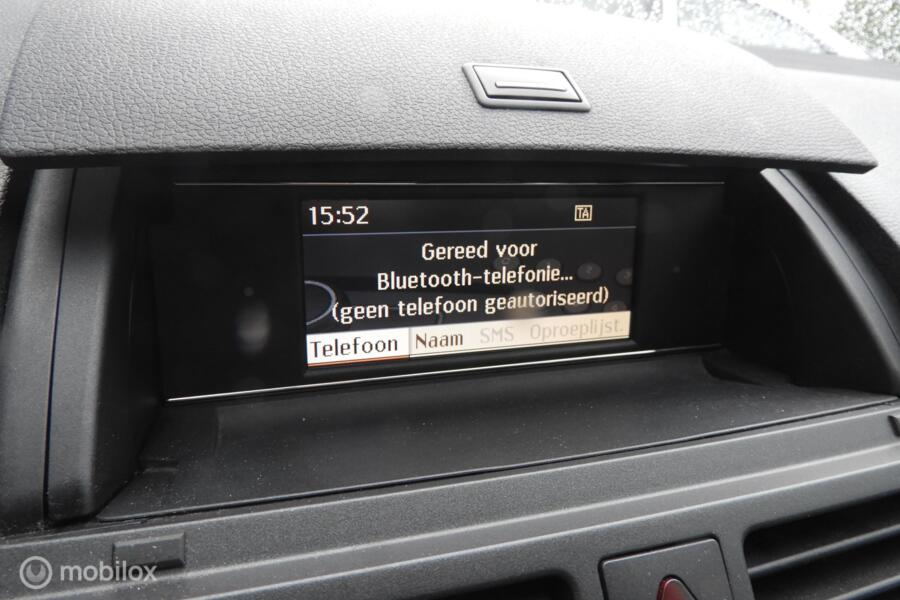 15:52 TA
Gereed voor
Bluetooth-telefonie...
(geen telefoon geautoriseerd)
Telefoon Naam SMS Oproeplijst.
mobilox